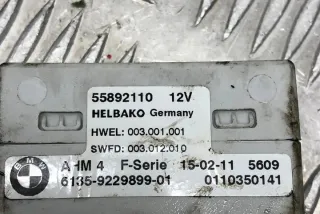 55892110 12V
HELBAKO Germany
HWEL: 003.001.001
SWFD: 003.012.010
BMW
AHM 4 F-Serie 15-02-11 5609
6135-9229899-01 0110350141